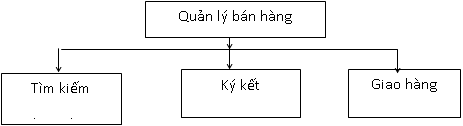 Quản lý bán hàng
Tìm kiếm
Ký kết
Giao hàng